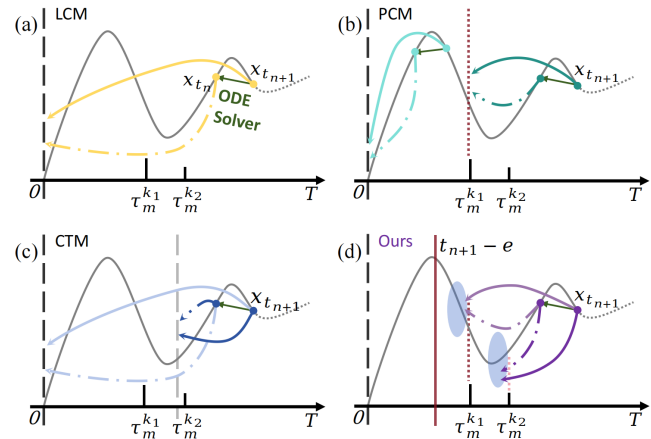 (a) LCM
x_{t_n}
x_{t_{n+1}}
ODE
Solver
0
τ_m^{k_1}
τ_m^{k_2}
T
(b) PCM
x_{t_{n+1}}
0
τ_m^{k_1}
τ_m^{k_2}
T
(c) CTM
x_{t_{n+1}}
0
τ_m^{k_1}
τ_m^{k_2}
T
(d) Ours
t_{n+1} − e
x_{t_{n+1}}
0
τ_m^{k_1}
τ_m^{k_2}
T